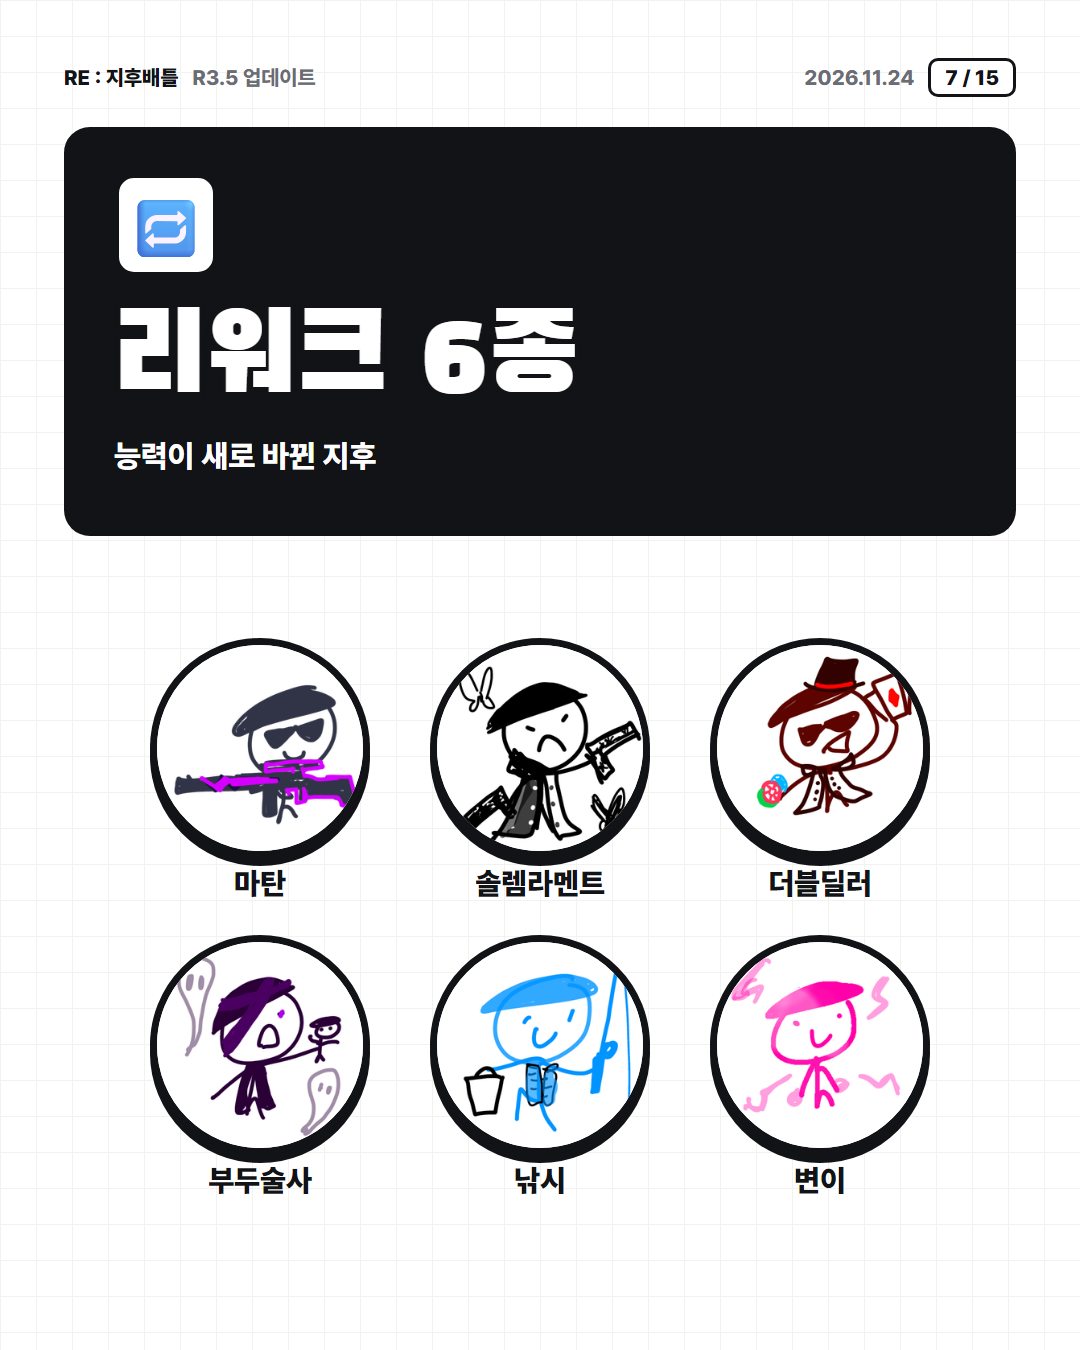 RE : 지후배틀 R3.5 업데이트
2026.11.24 7 / 15
리워크 6종
능력이 새로 바뀐 지후
마탄 솔렘라멘트 더블딜러
부두술사 낚시 변이